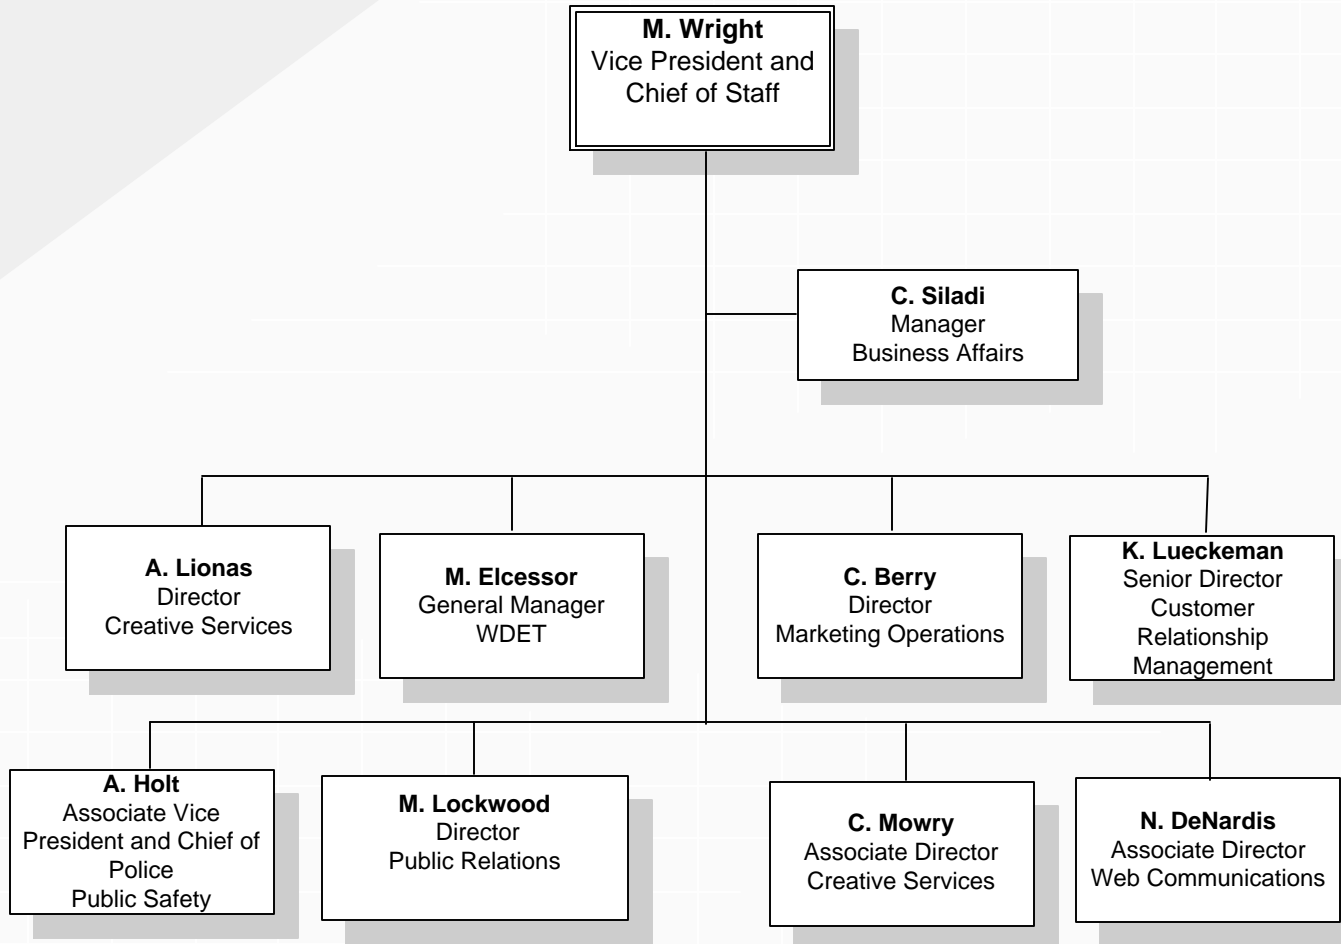 M. Wright
Vice President and
Chief of Staff
C. Siladi
Manager
Business Affairs
A. Lionas
Director
Creative Services
M. Elcessor
General Manager
WDET
C. Berry
Director
Marketing Operations
K. Lueckeman
Senior Director
Customer
Relationship
Management
A. Holt
Associate Vice
President and Chief of
Police
Public Safety
M. Lockwood
Director
Public Relations
C. Mowry
Associate Director
Creative Services
N. DeNardis
Associate Director
Web Communications